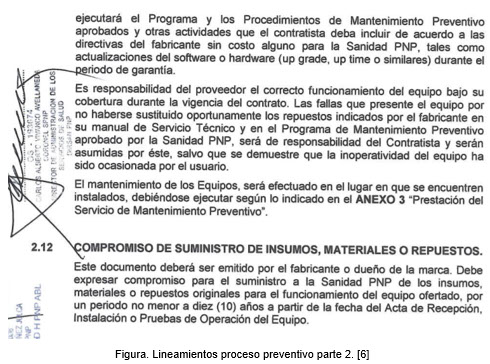 ejecutará el Programa y los Procedimientos de Mantenimiento Preventivo
aprobados y otras actividades que el contratista deba incluir de acuerdo a las
directivas del fabricante sin costo alguno para la Sanidad PNP, tales como
actualizaciones del software o hardware (up grade, up time o similares) durante el
periodo de garantía.
Es responsabilidad del proveedor el correcto funcionamiento del equipo bajo su
cobertura durante la vigencia del contrato. Las fallas que presente el equipo por
no haberse sustituido oportunamente los repuestos indicados por el fabricante en
su manual de Servicio Técnico y en el Programa de Mantenimiento Preventivo
aprobado por la Sanidad PNP, será de responsabilidad del Contratista y serán
asumidas por éste, salvo que se demuestre que la inoperatividad del equipo ha
sido ocasionada por el usuario.
El mantenimiento de los Equipos, será efectuado en el lugar en que se encuentren
instalados, debiéndose ejecutar según lo indicado en el ANEXO 3 “Prestación del
Servicio de Mantenimiento Preventivo”.
2.12 COMPROMISO DE SUMINISTRO DE INSUMOS, MATERIALES O REPUESTOS.
Este documento deberá ser emitido por el fabricante o dueño de la marca. Debe
expresar compromiso para el suministro a la Sanidad PNP de los insumos,
materiales o repuestos originales para el funcionamiento del equipo ofertado, por
un periodo no menor a diez (10) años a partir de la fecha del Acta de Recepción,
Instalación o Pruebas de Operación del Equipo.
CORONEL SPNP
DIRECTOR DE ADMINISTRACION DE LOS
SERVICIOS DE SALUD
Figura. Lineamientos proceso preventivo parte 2. [6]